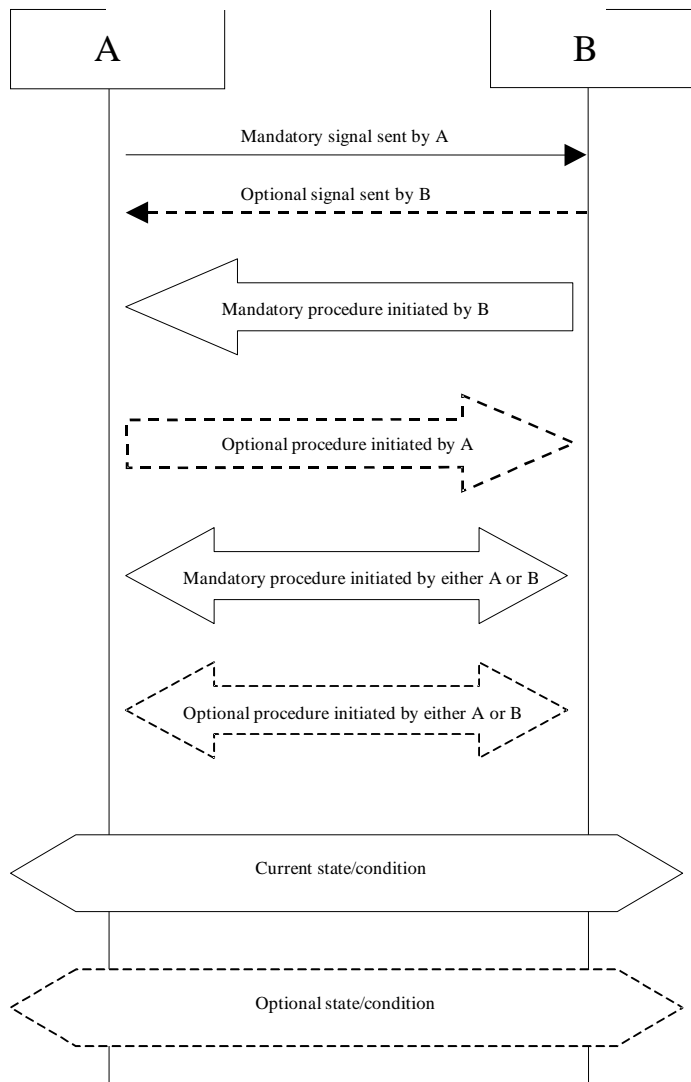 A
B
Mandatory signal sent by A
Optional signal sent by B
Mandatory procedure initiated by B
Optional procedure initiated by A
Mandatory procedure initiated by either A or B
Optional procedure initiated by either A or B
Current state/condition
Optional state/condition